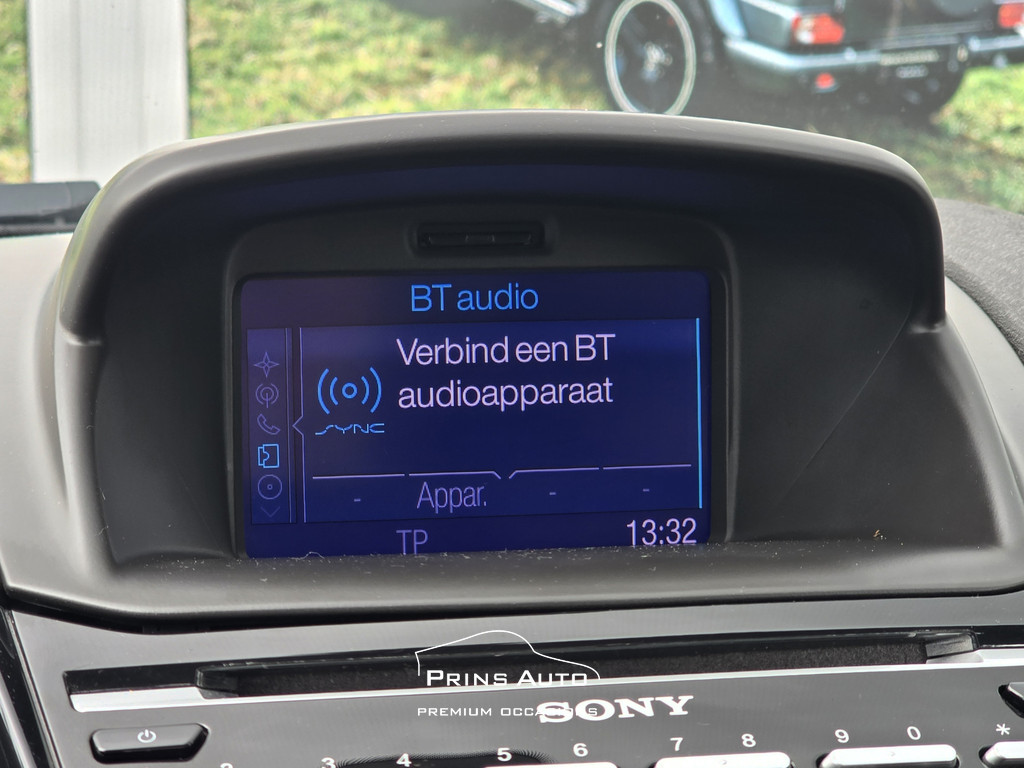 BT audio
Verbind een BT
audioapparaat
SYNC
- Appar. - -
TP 13:32
PRINS AUTO
PREMIUM OCCASIONS
SONY
3 4 5 6 7 8 9 0 *